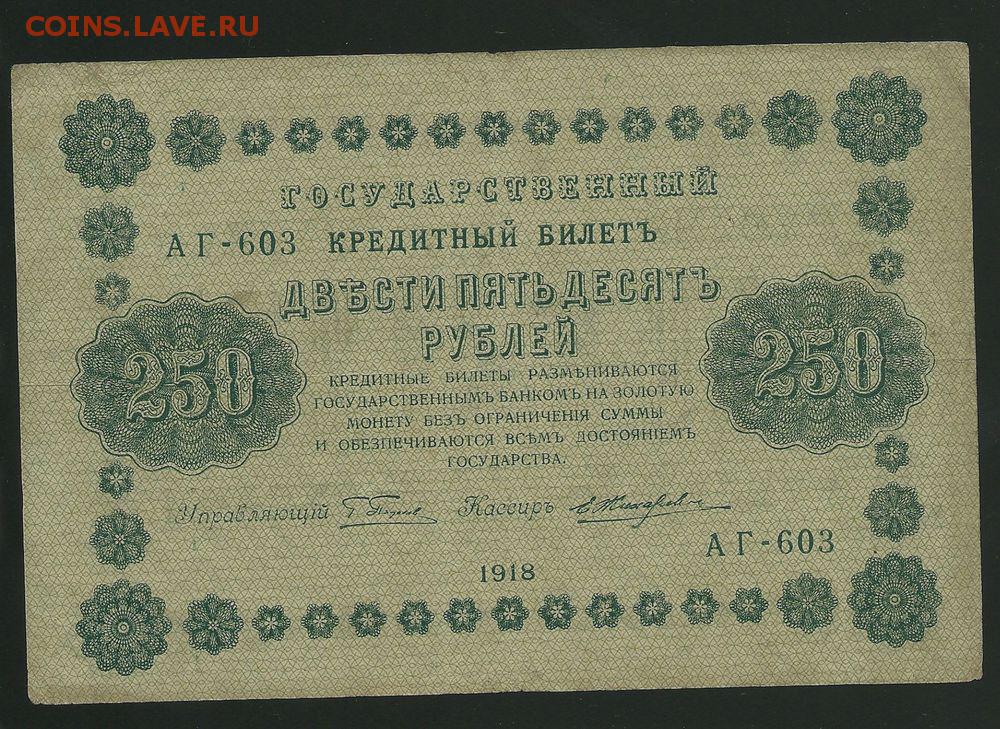 COINS.LAVE.РУ
ГОСУДАРСТВЕННЫЙ
АГ-603 КРЕДИТНЫЙ БИЛЕТЪ
ДВѢСТИ ПЯТЬДЕСЯТЪ
РУБЛЕЙ
250 250
КРЕДИТНЫЕ БИЛЕТЫ РАЗМѢНИВАЮТСЯ
ГОСУДАРСТВЕННЫМЪ БАНКОМЪ НА ЗОЛОТУЮ
МОНЕТУ БЕЗЪ ОГРАНИЧЕНІЯ СУММЫ
И ОБЕЗПЕЧИВАЮТСЯ ВСѢМЪ ДОСТОЯНІЕМЪ
ГОСУДАРСТВА.
Управляющій Кассиръ
АГ-603
1918